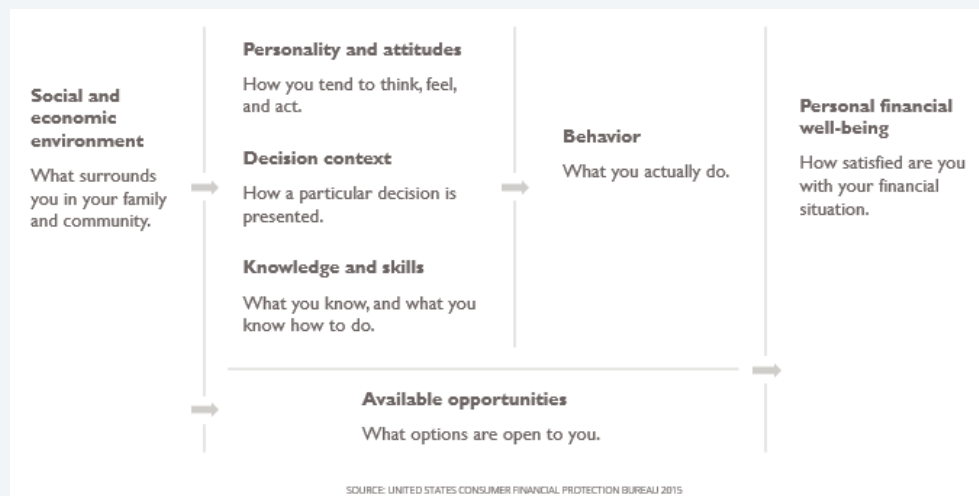 Social and
economic
environment
What surrounds
you in your family
and community.
Personality and attitudes
How you tend to think, feel,
and act.
Decision context
How a particular decision is
presented.
Knowledge and skills
What you know, and what you
know how to do.
Behavior
What you actually do.
Available opportunities
What options are open to you.
Personal financial
well-being
How satisfied are you
with your financial
situation.
SOURCE: UNITED STATES CONSUMER FINANCIAL PROTECTION BUREAU 2015